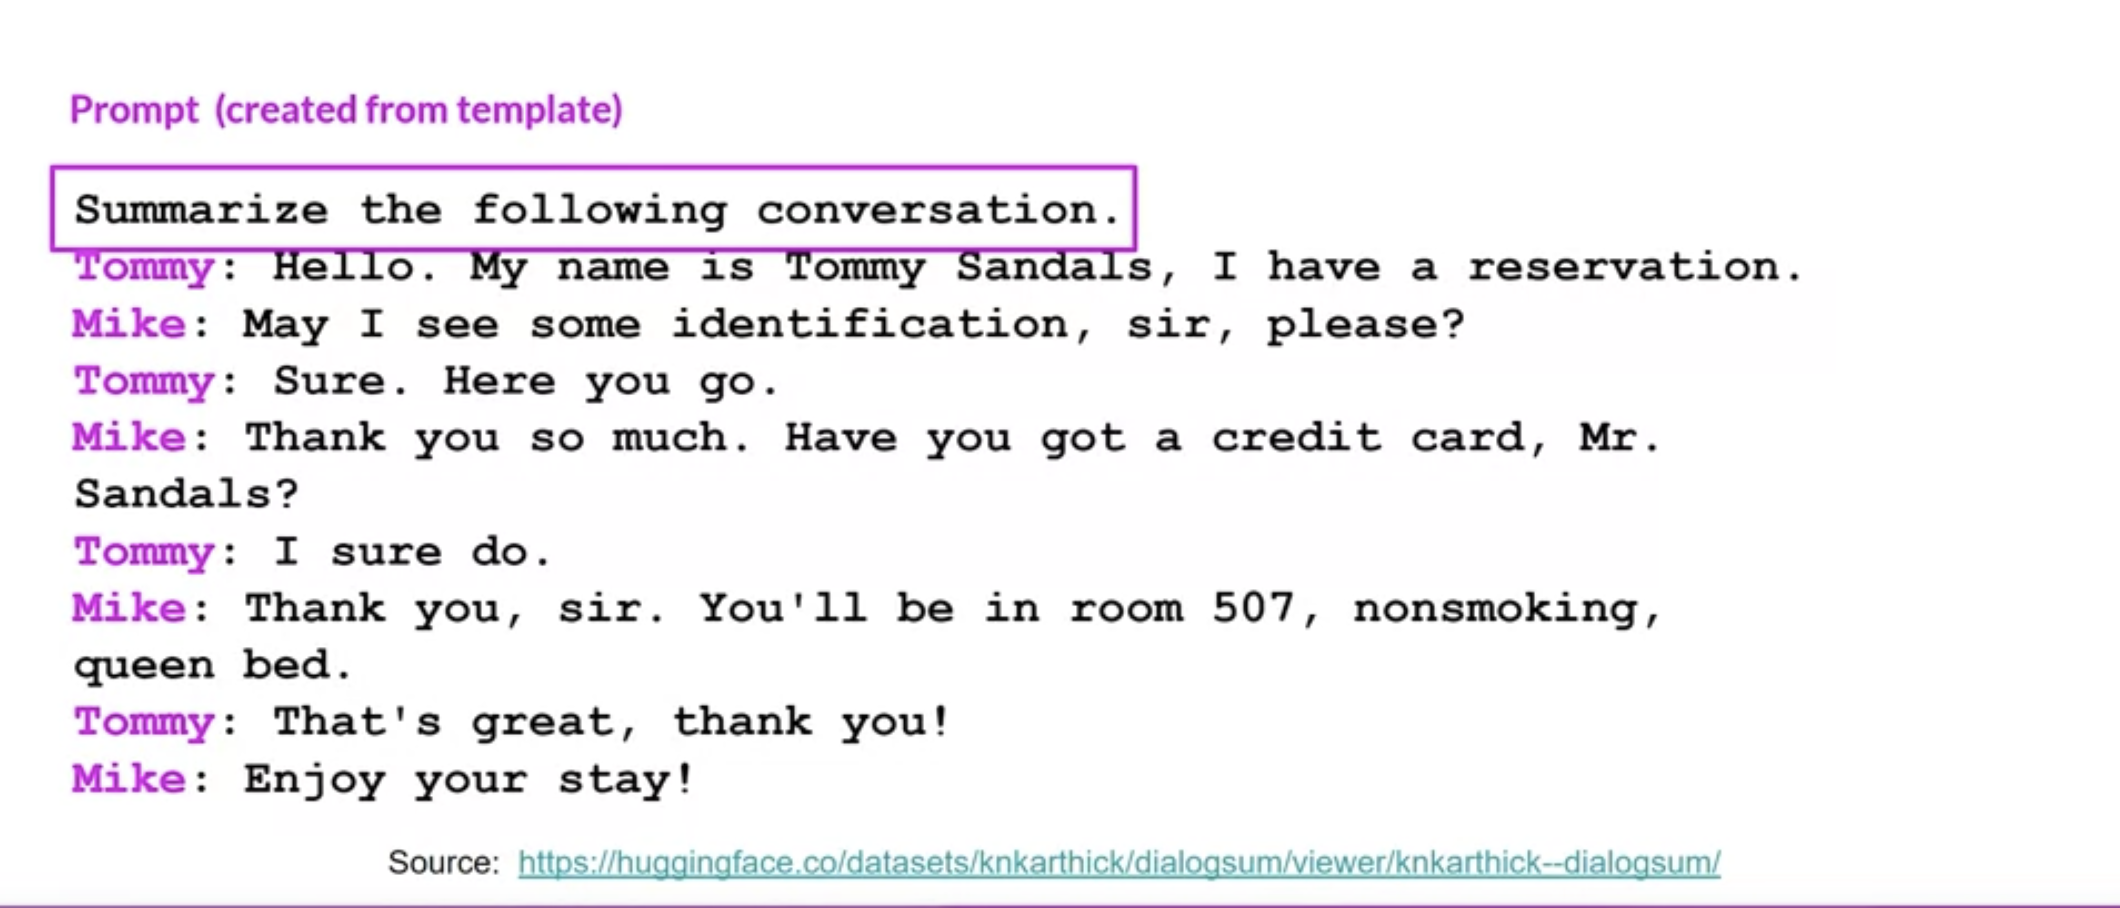 Prompt (created from template)
Summarize the following conversation.
Tommy: Hello. My name is Tommy Sandals, I have a reservation.
Mike: May I see some identification, sir, please?
Tommy: Sure. Here you go.
Mike: Thank you so much. Have you got a credit card, Mr.
Sandals?
Tommy: I sure do.
Mike: Thank you, sir. You'll be in room 507, nonsmoking,
queen bed.
Tommy: That's great, thank you!
Mike: Enjoy your stay!
Source: https://huggingface.co/datasets/knkarthick/dialogsum/viewer/knkarthick--dialogsum/